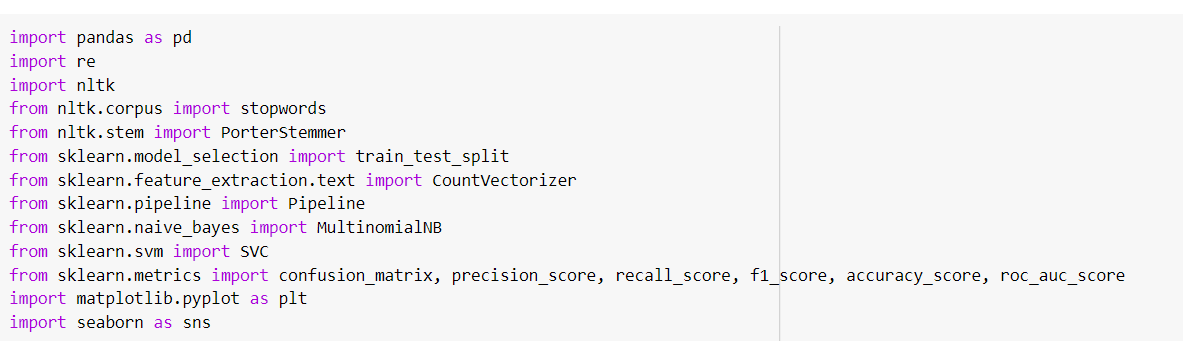 import pandas as pd
import re
import nltk
from nltk.corpus import stopwords
from nltk.stem import PorterStemmer
from sklearn.model_selection import train_test_split
from sklearn.feature_extraction.text import CountVectorizer
from sklearn.pipeline import Pipeline
from sklearn.naive_bayes import MultinomialNB
from sklearn.svm import SVC
from sklearn.metrics import confusion_matrix, precision_score, recall_score, f1_score, accuracy_score, roc_auc_score
import matplotlib.pyplot as plt
import seaborn as sns